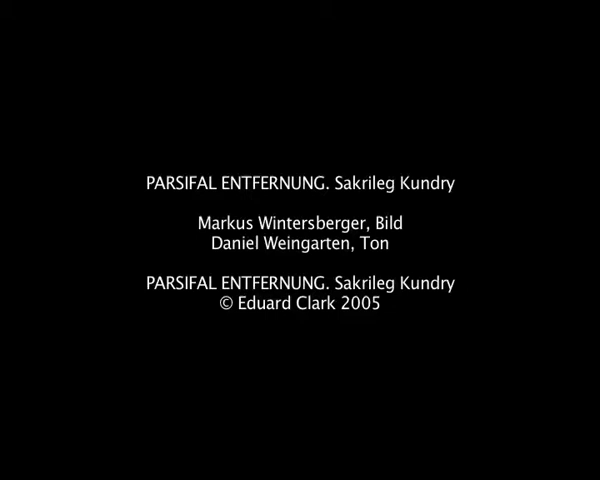 PARSIFAL ENTFERNUNG. Sakrileg Kundry
Markus Wintersberger, Bild
Daniel Weingarten, Ton
PARSIFAL ENTFERNUNG. Sakrileg Kundry
© Eduard Clark 2005